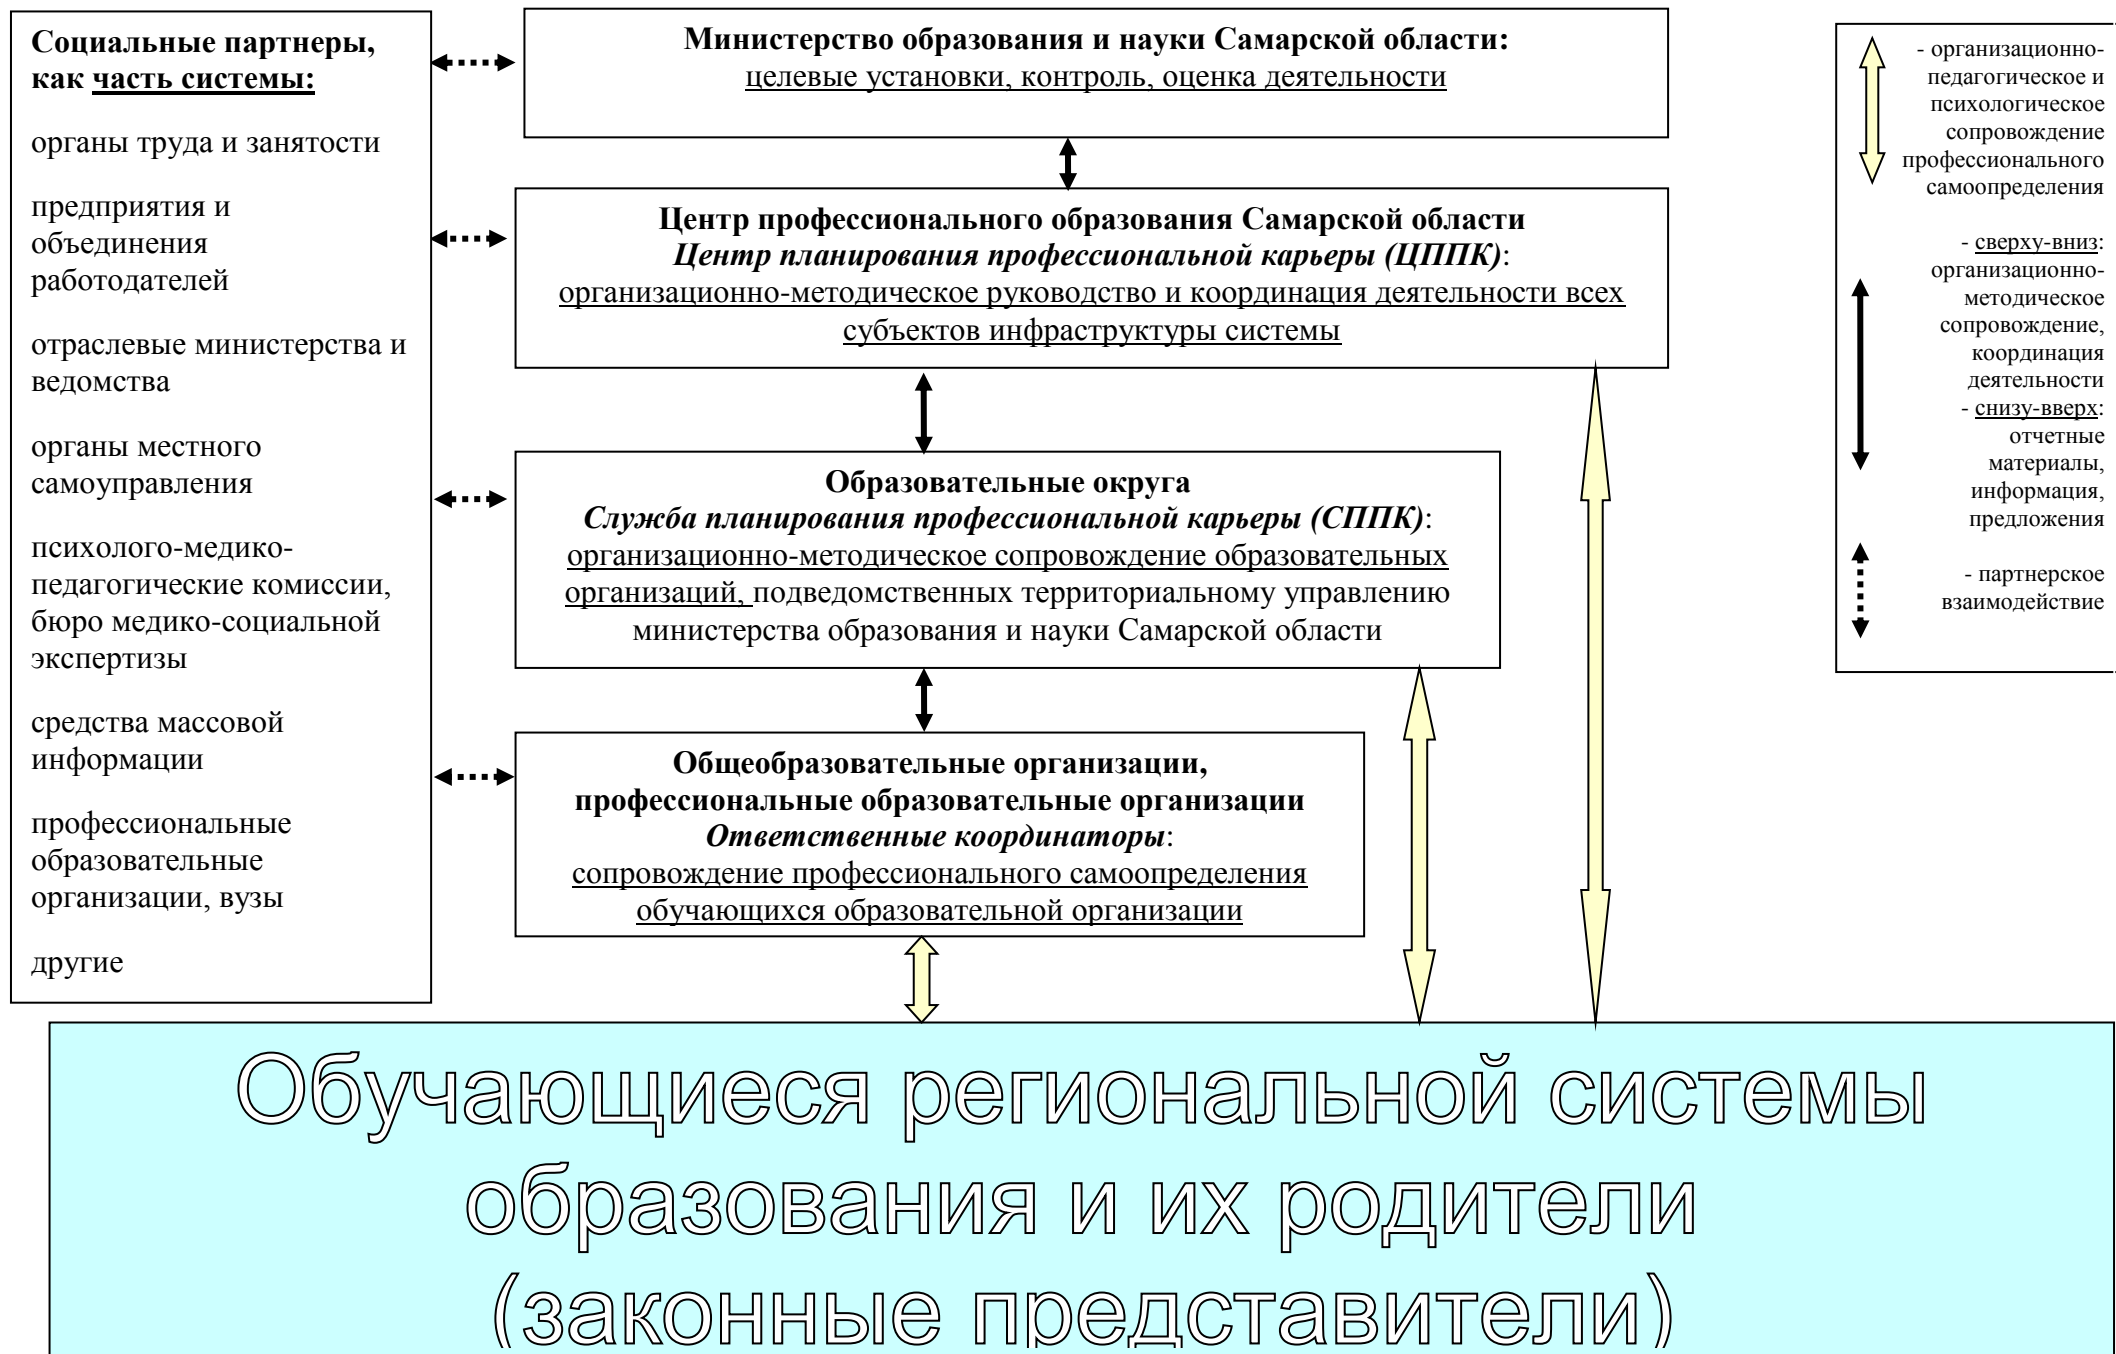 Социальные партнеры,
как часть системы:
органы труда и занятости
предприятия и
объединения
работодателей
отраслевые министерства и
ведомства
органы местного
самоуправления
психолого-медико-
педагогические комиссии,
бюро медико-социальной
экспертизы
средства массовой
информации
профессиональные
образовательные
организации, вузы
другие
Министерство образования и науки Самарской области:
целевые установки, контроль, оценка деятельности
Центр профессионального образования Самарской области
Центр планирования профессиональной карьеры (ЦППК):
организационно-методическое руководство и координация деятельности всех
субъектов инфраструктуры системы
Образовательные округа
Служба планирования профессиональной карьеры (СППК):
организационно-методическое сопровождение образовательных
организаций, подведомственных территориальному управлению
министерства образования и науки Самарской области
Общеобразовательные организации,
профессиональные образовательные организации
Ответственные координаторы:
сопровождение профессионального самоопределения
обучающихся образовательной организации
- организационно-
педагогическое и
психологическое
сопровождение
профессионального
самоопределения
- сверху-вниз:
организационно-
методическое
сопровождение,
координация
деятельности
- снизу-вверх:
отчетные
материалы,
информация,
предложения
- партнерское
взаимодействие
Обучающиеся региональной системы
образования и их родители
(законные представители)